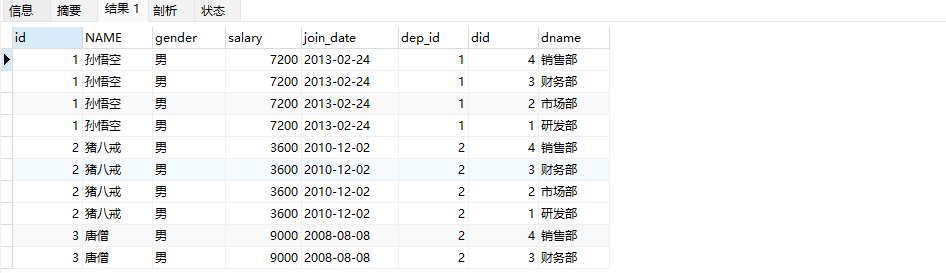 信息 摘要 结果 1 剖析 状态
id NAME gender salary join_date dep_id did dname
1 孙悟空 男 7200 2013-02-24 1 4 销售部
1 孙悟空 男 7200 2013-02-24 1 3 财务部
1 孙悟空 男 7200 2013-02-24 1 2 市场部
1 孙悟空 男 7200 2013-02-24 1 1 研发部
2 猪八戒 男 3600 2010-12-02 2 4 销售部
2 猪八戒 男 3600 2010-12-02 2 3 财务部
2 猪八戒 男 3600 2010-12-02 2 2 市场部
2 猪八戒 男 3600 2010-12-02 2 1 研发部
3 唐僧 男 9000 2008-08-08 2 4 销售部
3 唐僧 男 9000 2008-08-08 2 3 财务部